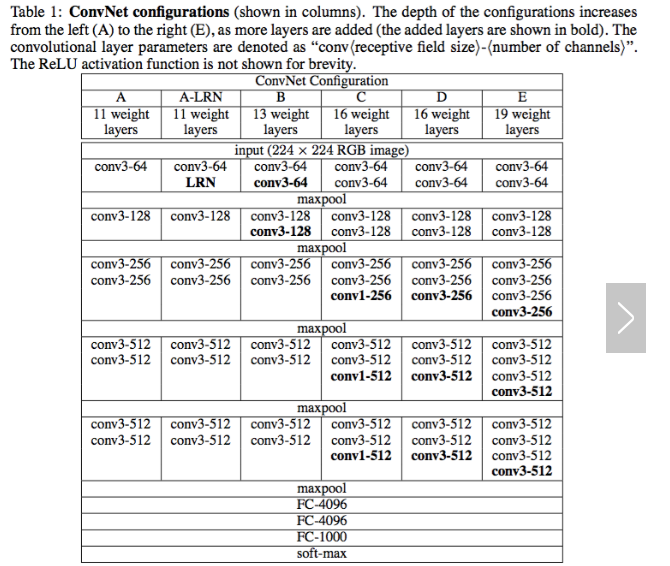 Table 1: ConvNet configurations (shown in columns). The depth of the configurations increases
from the left (A) to the right (E), as more layers are added (the added layers are shown in bold). The
convolutional layer parameters are denoted as “conv⟨receptive field size⟩-⟨number of channels⟩”.
The ReLU activation function is not shown for brevity.
ConvNet Configuration
A A-LRN B C D E
11 weight 11 weight 13 weight 16 weight 16 weight 19 weight
layers layers layers layers layers layers
input (224 × 224 RGB image)
conv3-64 conv3-64 conv3-64 conv3-64 conv3-64 conv3-64
LRN conv3-64 conv3-64 conv3-64 conv3-64
maxpool
conv3-128 conv3-128 conv3-128 conv3-128 conv3-128 conv3-128
conv3-128 conv3-128 conv3-128 conv3-128
maxpool
conv3-256 conv3-256 conv3-256 conv3-256 conv3-256 conv3-256
conv3-256 conv3-256 conv3-256 conv3-256 conv3-256 conv3-256
conv1-256 conv3-256 conv3-256
conv3-256
maxpool
conv3-512 conv3-512 conv3-512 conv3-512 conv3-512 conv3-512
conv3-512 conv3-512 conv3-512 conv3-512 conv3-512 conv3-512
conv1-512 conv3-512 conv3-512
conv3-512
maxpool
conv3-512 conv3-512 conv3-512 conv3-512 conv3-512 conv3-512
conv3-512 conv3-512 conv3-512 conv3-512 conv3-512 conv3-512
conv1-512 conv3-512 conv3-512
conv3-512
maxpool
FC-4096
FC-4096
FC-1000
soft-max